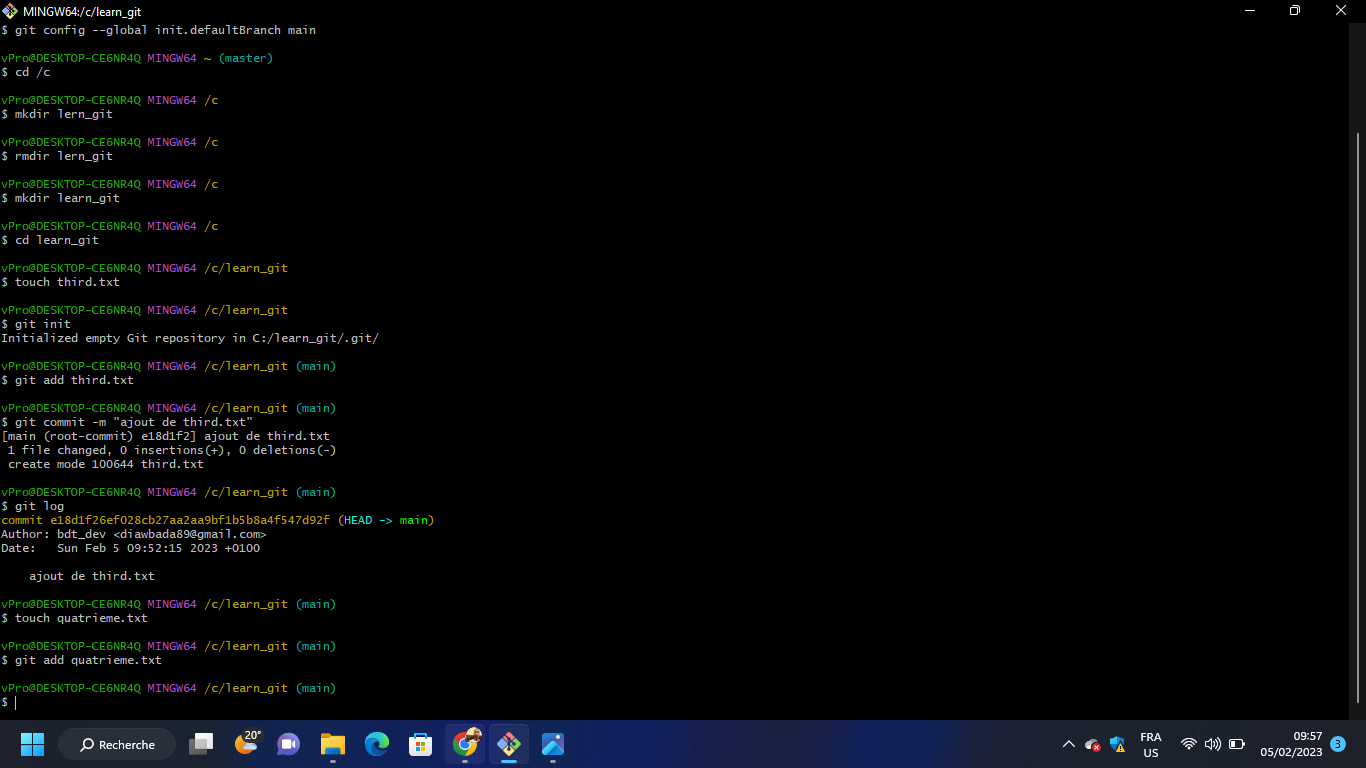 MINGW64:/c/learn_git
$ git config --global init.defaultBranch main
vPro@DESKTOP-CE6NR4Q MINGW64 ~ (master)
$ cd /c
vPro@DESKTOP-CE6NR4Q MINGW64 /c
$ mkdir lern_git
vPro@DESKTOP-CE6NR4Q MINGW64 /c
$ rmdir lern_git
vPro@DESKTOP-CE6NR4Q MINGW64 /c
$ mkdir learn_git
vPro@DESKTOP-CE6NR4Q MINGW64 /c
$ cd learn_git
vPro@DESKTOP-CE6NR4Q MINGW64 /c/learn_git
$ touch third.txt
vPro@DESKTOP-CE6NR4Q MINGW64 /c/learn_git
$ git init
Initialized empty Git repository in C:/learn_git/.git/
vPro@DESKTOP-CE6NR4Q MINGW64 /c/learn_git (main)
$ git add third.txt
vPro@DESKTOP-CE6NR4Q MINGW64 /c/learn_git (main)
$ git commit -m "ajout de third.txt"
[main (root-commit) e18d1f2] ajout de third.txt
 1 file changed, 0 insertions(+), 0 deletions(-)
 create mode 100644 third.txt
vPro@DESKTOP-CE6NR4Q MINGW64 /c/learn_git (main)
$ git log
commit e18d1f26ef028cb27aa2aa9bf1b5b8a4f547d92f (HEAD -> main)
Author: bdt_dev <diawbada89@gmail.com>
Date:   Sun Feb 5 09:52:15 2023 +0100
    ajout de third.txt
vPro@DESKTOP-CE6NR4Q MINGW64 /c/learn_git (main)
$ touch quatrieme.txt
vPro@DESKTOP-CE6NR4Q MINGW64 /c/learn_git (main)
$ git add quatrieme.txt
vPro@DESKTOP-CE6NR4Q MINGW64 /c/learn_git (main)
$
Recherche
20°
FRA
US
09:57
05/02/2023
3